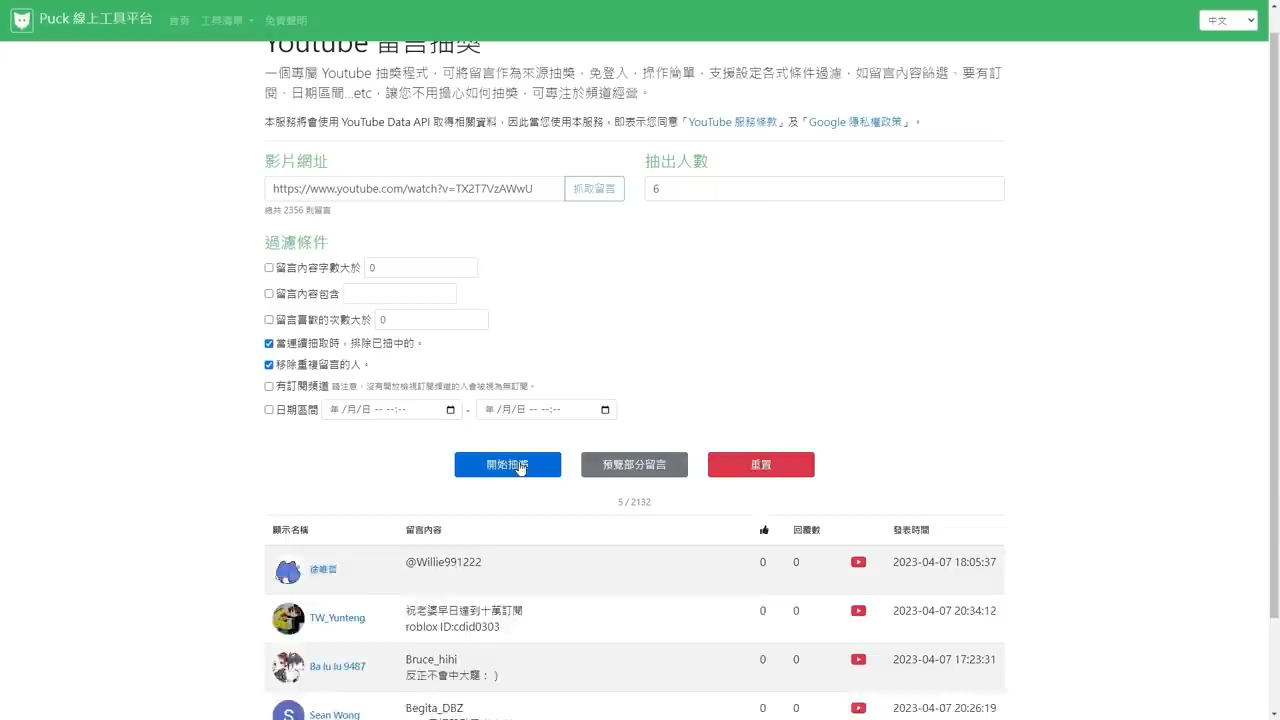 Puck 線上工具平台
首頁
工具清單
免責聲明
中文
Youtube 留言抽獎
一個專屬 Youtube 抽獎程式，可將留言作為來源抽獎，免登入，操作簡單，支援設定各式條件過濾，如留言內容篩選、要有訂
閱、日期區間...etc，讓您不用擔心如何抽獎，可專注於頻道經營。
本服務將會使用 YouTube Data API 取得相關資料，因此當您使用本服務，即表示您同意「YouTube 服務條款」及「Google 隱私權政策」。
影片網址
抽出人數
https://www.youtube.com/watch?v=TX2T7VzAWwU
抓取留言
6
總共 2356 則留言
過濾條件
留言內容字數大於 0
留言內容包含
留言喜歡的次數大於 0
當連續抽取時，排除已抽中的。
移除重複留言的人。
有訂閱頻道 請注意，沒有開放檢視訂閱頻道的人會被視為無訂閱。
日期區間 年 /月/日 -- --:-- - 年 /月/日 -- --:--
開始抽獎
預覽部分留言
重置
5 / 2132
顯示名稱
留言內容
回覆數
發表時間
@Willie991222
0
0
2023-04-07 18:05:37
TW_Yunteng
祝老婆早日達到十萬訂閱
roblox ID:cdid0303
0
0
2023-04-07 20:34:12
Ba lu lu 9487
Bruce_hihi
反正不會中大題：）
0
0
2023-04-07 17:23:31
S
Sean Wong
Begita_DBZ
0
0
2023-04-07 20:26:19